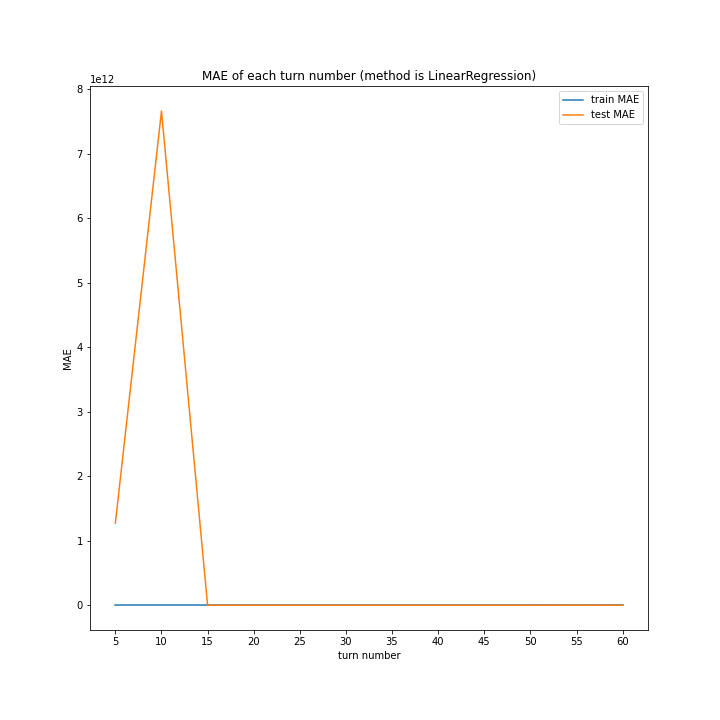 MAE of each turn number (method is LinearRegression)
1e12
train MAE
test MAE
8
7
6
5
4
3
2
1
0
MAE
5 10 15 20 25 30 35 40 45 50 55 60
turn number